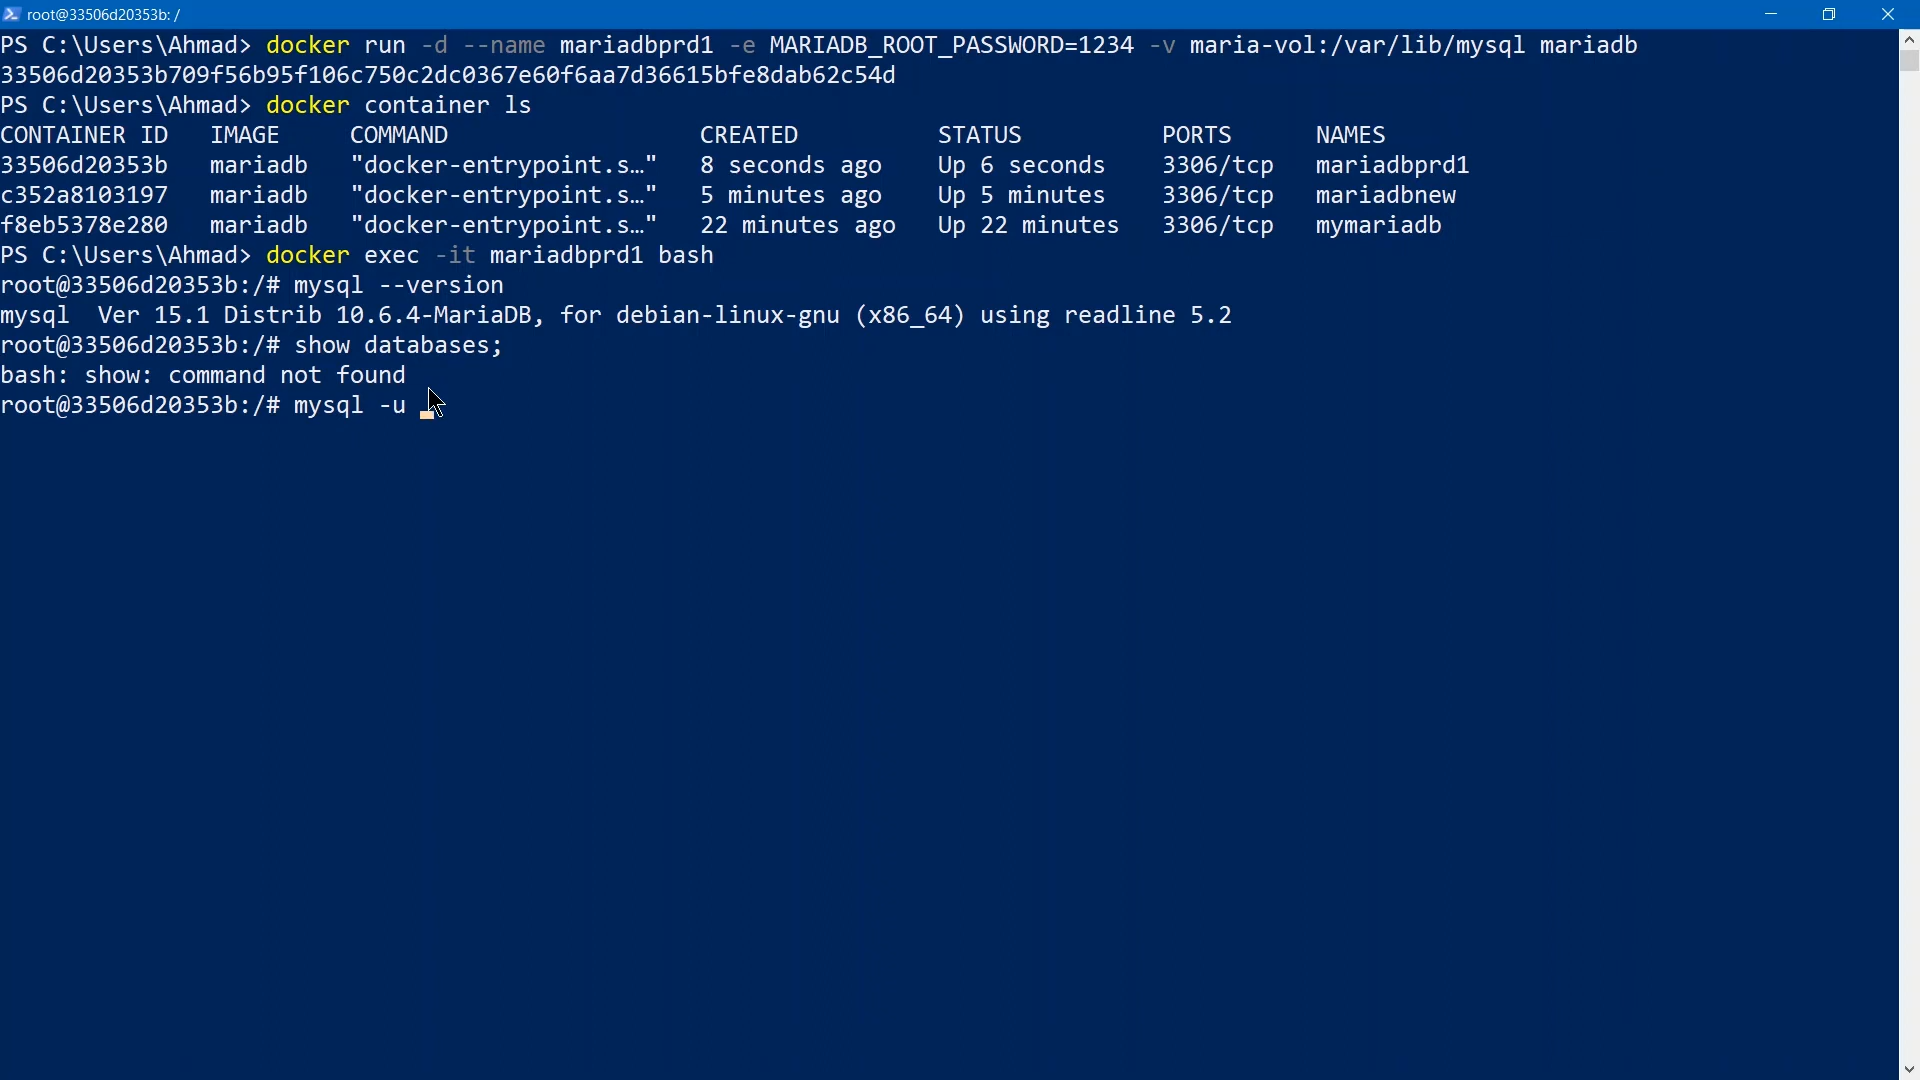 root@33506d20353b: /
PS C:\Users\Ahmad> docker run -d --name mariadbprd1 -e MARIADB_ROOT_PASSWORD=1234 -v maria-vol:/var/lib/mysql mariadb
33506d20353b709f56b95f106c750c2dc0367e60f6aa7d36615bfe8dab62c54d
PS C:\Users\Ahmad> docker container ls
CONTAINER ID   IMAGE     COMMAND                  CREATED          STATUS          PORTS      NAMES
33506d20353b   mariadb   "docker-entrypoint.s…"   8 seconds ago    Up 6 seconds    3306/tcp   mariadbprd1
c352a8103197   mariadb   "docker-entrypoint.s…"   5 minutes ago    Up 5 minutes    3306/tcp   mariadbnew
f8eb5378e280   mariadb   "docker-entrypoint.s…"   22 minutes ago   Up 22 minutes   3306/tcp   mymariadb
PS C:\Users\Ahmad> docker exec -it mariadbprd1 bash
root@33506d20353b:/# mysql --version
mysql  Ver 15.1 Distrib 10.6.4-MariaDB, for debian-linux-gnu (x86_64) using readline 5.2
root@33506d20353b:/# show databases;
bash: show: command not found
root@33506d20353b:/# mysql -u